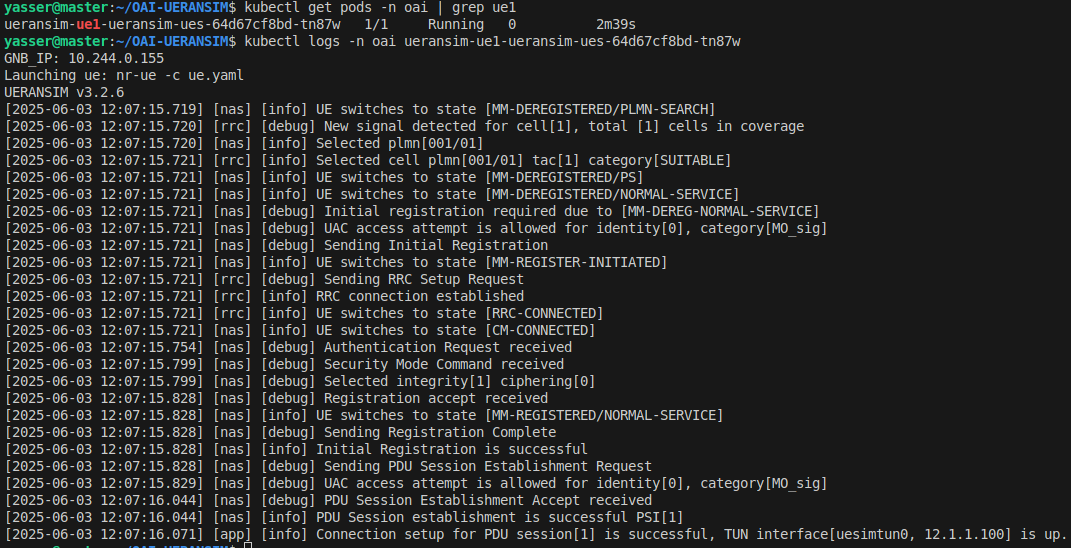 yasser@master:~/OAI-UERANSIM$ kubectl get pods -n oai | grep ue1
ueransim-ue1-ueransim-ues-64d67cf8bd-tn87w   1/1     Running   0          2m39s
yasser@master:~/OAI-UERANSIM$ kubectl logs -n oai ueransim-ue1-ueransim-ues-64d67cf8bd-tn87w
GNB_IP: 10.244.0.155
Launching ue: nr-ue -c ue.yaml
UERANSIM v3.2.6
[2025-06-03 12:07:15.719] [nas] [info] UE switches to state [MM-DEREGISTERED/PLMN-SEARCH]
[2025-06-03 12:07:15.720] [rrc] [debug] New signal detected for cell[1], total [1] cells in coverage
[2025-06-03 12:07:15.720] [nas] [info] Selected plmn[001/01]
[2025-06-03 12:07:15.721] [rrc] [info] Selected cell plmn[001/01] tac[1] category[SUITABLE]
[2025-06-03 12:07:15.721] [nas] [info] UE switches to state [MM-DEREGISTERED/PS]
[2025-06-03 12:07:15.721] [nas] [info] UE switches to state [MM-DEREGISTERED/NORMAL-SERVICE]
[2025-06-03 12:07:15.721] [nas] [debug] Initial registration required due to [MM-DEREG-NORMAL-SERVICE]
[2025-06-03 12:07:15.721] [nas] [debug] UAC access attempt is allowed for identity[0], category[MO_sig]
[2025-06-03 12:07:15.721] [nas] [debug] Sending Initial Registration
[2025-06-03 12:07:15.721] [nas] [info] UE switches to state [MM-REGISTER-INITIATED]
[2025-06-03 12:07:15.721] [rrc] [debug] Sending RRC Setup Request
[2025-06-03 12:07:15.721] [rrc] [info] RRC connection established
[2025-06-03 12:07:15.721] [rrc] [info] UE switches to state [RRC-CONNECTED]
[2025-06-03 12:07:15.721] [nas] [info] UE switches to state [CM-CONNECTED]
[2025-06-03 12:07:15.754] [nas] [debug] Authentication Request received
[2025-06-03 12:07:15.799] [nas] [debug] Security Mode Command received
[2025-06-03 12:07:15.799] [nas] [debug] Selected integrity[1] ciphering[0]
[2025-06-03 12:07:15.828] [nas] [debug] Registration accept received
[2025-06-03 12:07:15.828] [nas] [info] UE switches to state [MM-REGISTERED/NORMAL-SERVICE]
[2025-06-03 12:07:15.828] [nas] [debug] Sending Registration Complete
[2025-06-03 12:07:15.828] [nas] [info] Initial Registration is successful
[2025-06-03 12:07:15.828] [nas] [debug] Sending PDU Session Establishment Request
[2025-06-03 12:07:15.829] [nas] [debug] UAC access attempt is allowed for identity[0], category[MO_sig]
[2025-06-03 12:07:16.044] [nas] [debug] PDU Session Establishment Accept received
[2025-06-03 12:07:16.044] [nas] [info] PDU Session establishment is successful PSI[1]
[2025-06-03 12:07:16.071] [app] [info] Connection setup for PDU session[1] is successful, TUN interface[uesimtun0, 12.1.1.100] is up.